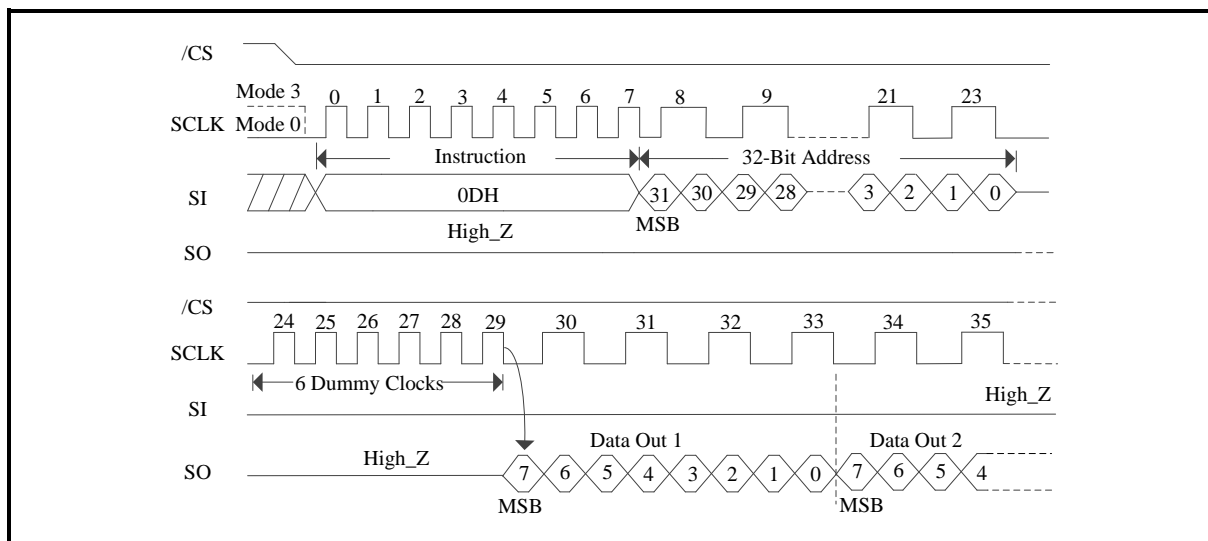 /CS
Mode 3
0 1 2 3 4 5 6 7 8 9 21 23
SCLK
Mode 0
Instruction
32-Bit Address
SI
0DH
31 30 29 28 3 2 1 0
MSB
High_Z
SO
/CS
24 25 26 27 28 29 30 31 32 33 34 35
SCLK
6 Dummy Clocks
High_Z
SI
Data Out 1
Data Out 2
High_Z
SO
7 6 5 4 3 2 1 0 7 6 5 4
MSB
MSB